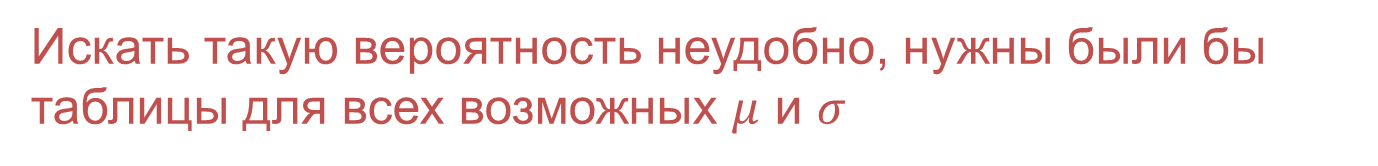 Искать такую вероятность неудобно, нужны были бы
таблицы для всех возможных μ и σ